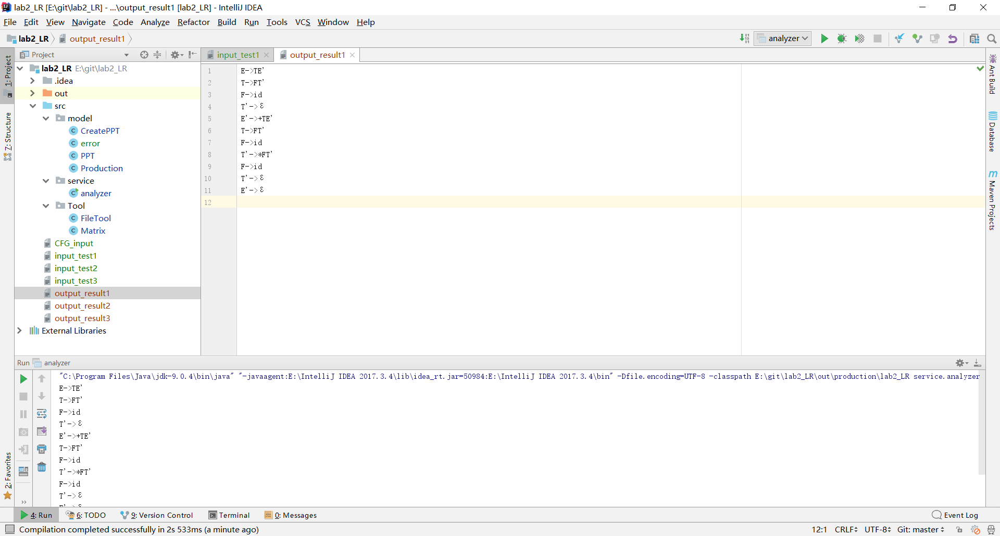 lab2_LR [E:\git\lab2_LR] - ...\output_result1 [lab2_LR] - IntelliJ IDEA
File Edit View Navigate Code Analyze Refactor Build Run Tools VCS Window Help
lab2_LR output_result1 analyzer
1: Project
Z: Structure
2: Favorites
Project
lab2_LR E:\git\lab2_LR
.idea
out
src
model
CreatePPT
error
PPT
Production
service
analyzer
Tool
FileTool
Matrix
CFG_input
input_test1
input_test2
input_test3
output_result1
output_result2
output_result3
External Libraries
input_test1 output_result1
1 E->TE'
2 T->FT'
3 F->id
4 T'->ε
5 E'->+TE'
6 T->FT'
7 F->id
8 T'->*FT'
9 F->id
10 T'->ε
11 E'->ε
12
Ant Build
Database
Maven Projects
Run analyzer
"C:\Program Files\Java\jdk-9.0.4\bin\java" "-javaagent:E:\IntelliJ IDEA 2017.3.4\lib\idea_rt.jar=50984:E:\IntelliJ IDEA 2017.3.4\bin" -Dfile.encoding=UTF-8 -classpath E:\git\lab2_LR\out\production\lab2_LR service.analyzer
E->TE'
T->FT'
F->id
T'->ε
E'->+TE'
T->FT'
F->id
T'->*FT'
F->id
T'->ε
E'->ε
4: Run 6: TODO 9: Version Control Terminal 0: Messages Event Log
Compilation completed successfully in 2s 533ms (a minute ago) 12:1 CRLF UTF-8 Git: master